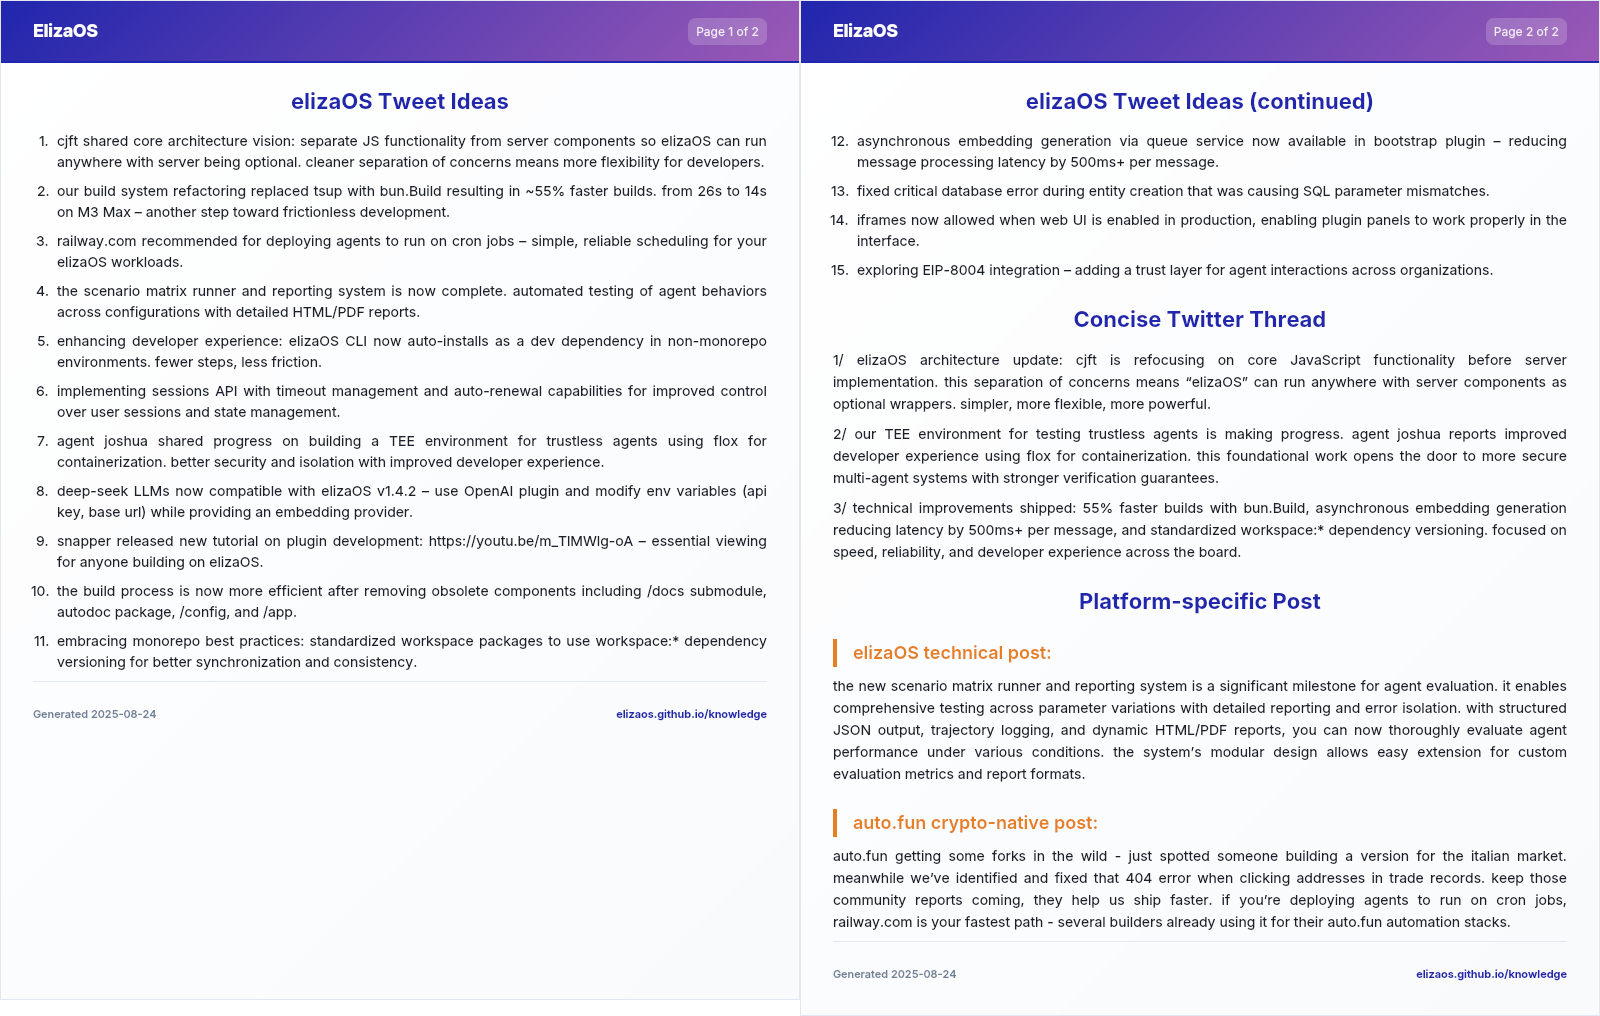 ElizaOS
Page 1 of 2
elizaOS Tweet Ideas
1. cjft shared core architecture vision: separate JS functionality from server components so elizaOS can run
anywhere with server being optional. cleaner separation of concerns means more flexibility for developers.
2. our build system refactoring replaced tsup with bun.Build resulting in ~55% faster builds. from 26s to 14s
on M3 Max – another step toward frictionless development.
3. railway.com recommended for deploying agents to run on cron jobs – simple, reliable scheduling for your
elizaOS workloads.
4. the scenario matrix runner and reporting system is now complete. automated testing of agent behaviors
across configurations with detailed HTML/PDF reports.
5. enhancing developer experience: elizaOS CLI now auto-installs as a dev dependency in non-monorepo
environments. fewer steps, less friction.
6. implementing sessions API with timeout management and auto-renewal capabilities for improved control
over user sessions and state management.
7. agent joshua shared progress on building a TEE environment for trustless agents using flox for
containerization. better security and isolation with improved developer experience.
8. deep-seek LLMs now compatible with elizaOS v1.4.2 – use OpenAI plugin and modify env variables (api
key, base url) while providing an embedding provider.
9. snapper released new tutorial on plugin development: https://youtu.be/m_TlMWlg-oA – essential viewing
for anyone building on elizaOS.
10. the build process is now more efficient after removing obsolete components including /docs submodule,
autodoc package, /config, and /app.
11. embracing monorepo best practices: standardized workspace packages to use workspace:* dependency
versioning for better synchronization and consistency.
Generated 2025-08-24
elizaos.github.io/knowledge
ElizaOS
Page 2 of 2
elizaOS Tweet Ideas (continued)
12. asynchronous embedding generation via queue service now available in bootstrap plugin – reducing
message processing latency by 500ms+ per message.
13. fixed critical database error during entity creation that was causing SQL parameter mismatches.
14. iframes now allowed when web UI is enabled in production, enabling plugin panels to work properly in the
interface.
15. exploring EIP-8004 integration – adding a trust layer for agent interactions across organizations.
Concise Twitter Thread
1/ elizaOS architecture update: cjft is refocusing on core JavaScript functionality before server
implementation. this separation of concerns means “elizaOS” can run anywhere with server components as
optional wrappers. simpler, more flexible, more powerful.
2/ our TEE environment for testing trustless agents is making progress. agent joshua reports improved
developer experience using flox for containerization. this foundational work opens the door to more secure
multi-agent systems with stronger verification guarantees.
3/ technical improvements shipped: 55% faster builds with bun.Build, asynchronous embedding generation
reducing latency by 500ms+ per message, and standardized workspace:* dependency versioning. focused on
speed, reliability, and developer experience across the board.
Platform-specific Post
elizaOS technical post:
the new scenario matrix runner and reporting system is a significant milestone for agent evaluation. it enables
comprehensive testing across parameter variations with detailed reporting and error isolation. with structured
JSON output, trajectory logging, and dynamic HTML/PDF reports, you can now thoroughly evaluate agent
performance under various conditions. the system’s modular design allows easy extension for custom
evaluation metrics and report formats.
auto.fun crypto-native post:
auto.fun getting some forks in the wild - just spotted someone building a version for the italian market.
meanwhile we’ve identified and fixed that 404 error when clicking addresses in trade records. keep those
community reports coming, they help us ship faster. if you’re deploying agents to run on cron jobs,
railway.com is your fastest path - several builders already using it for their auto.fun automation stacks.
Generated 2025-08-24
elizaos.github.io/knowledge